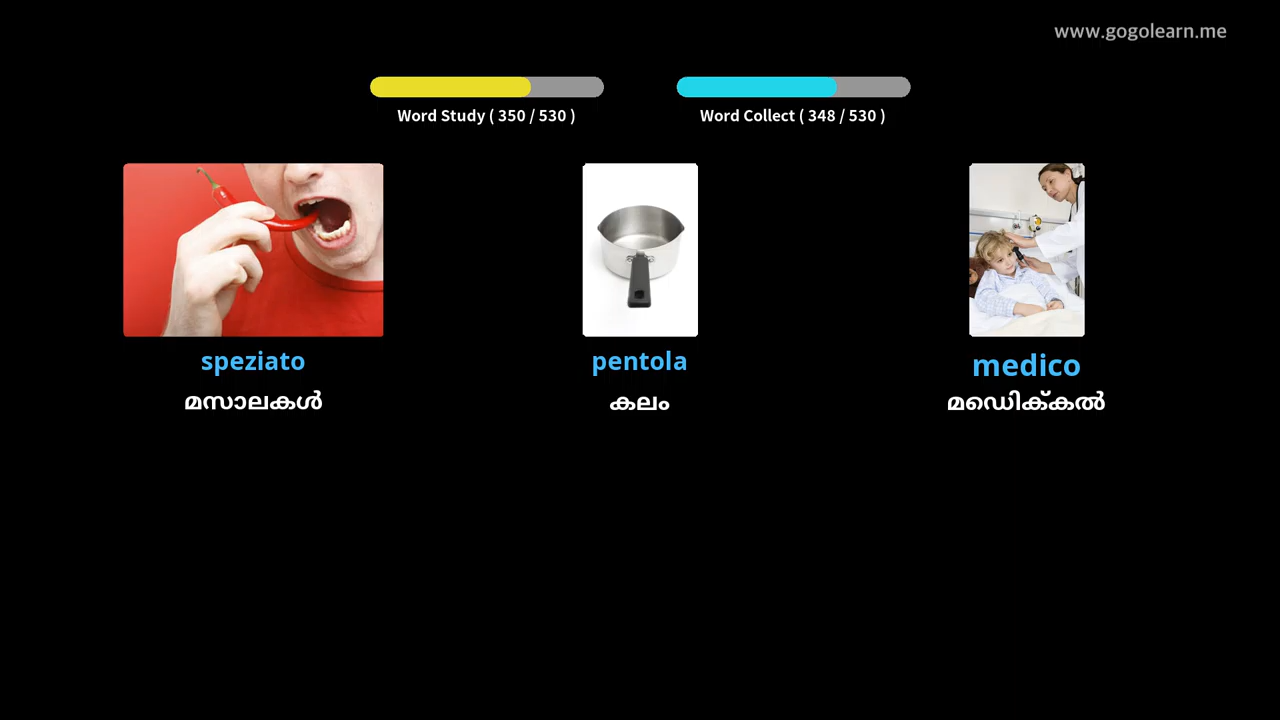 www.gogolearn.me
Word Study ( 350 / 530 )
Word Collect ( 348 / 530 )
speziato
pentola
medico
മസാലകൾ
കലം
മഡെിക്കൽ